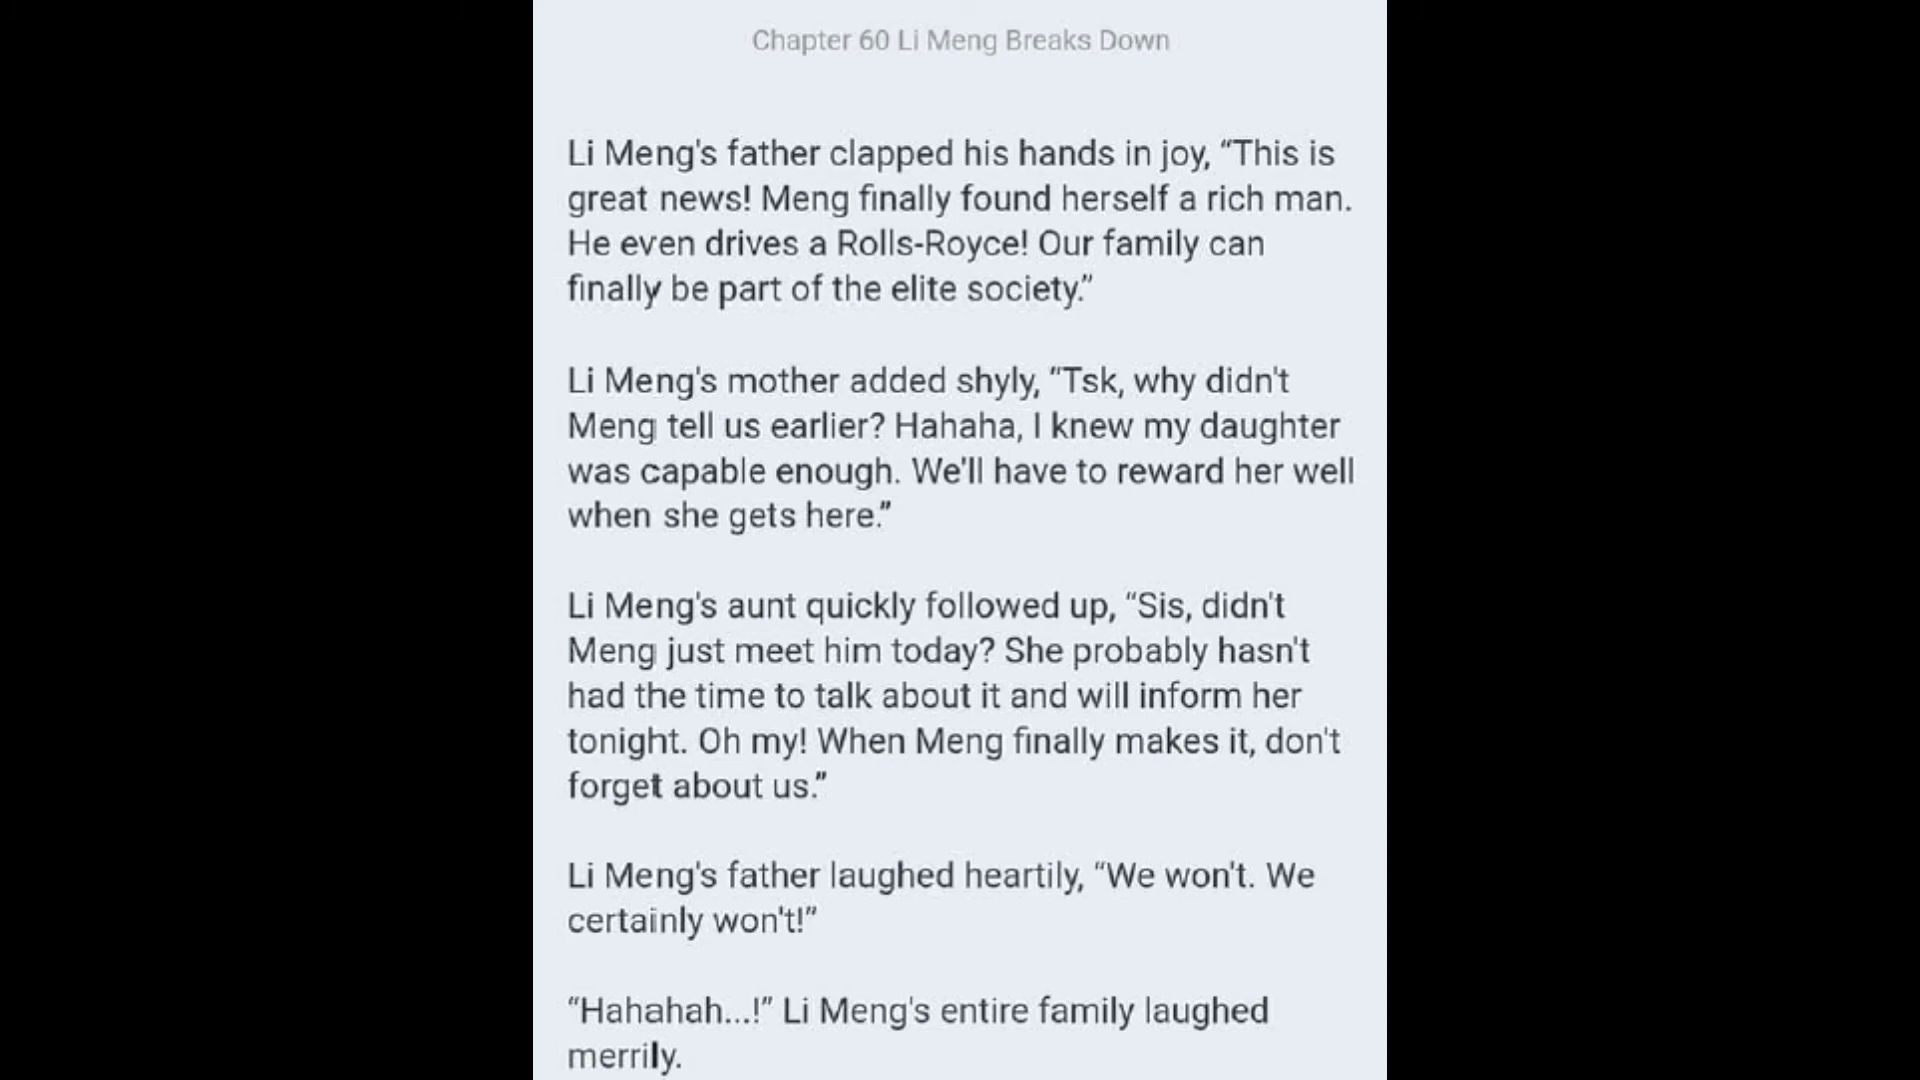 Chapter 60 Li Meng Breaks Down
Li Meng's father clapped his hands in joy, “This is
great news! Meng finally found herself a rich man.
He even drives a Rolls-Royce! Our family can
finally be part of the elite society.”
Li Meng's mother added shyly, “Tsk, why didn't
Meng tell us earlier? Hahaha, I knew my daughter
was capable enough. We'll have to reward her well
when she gets here.”
Li Meng's aunt quickly followed up, “Sis, didn't
Meng just meet him today? She probably hasn't
had the time to talk about it and will inform her
tonight. Oh my! When Meng finally makes it, don't
forget about us.”
Li Meng's father laughed heartily, “We won't. We
certainly won't!”
“Hahahah...!” Li Meng's entire family laughed
merrily.